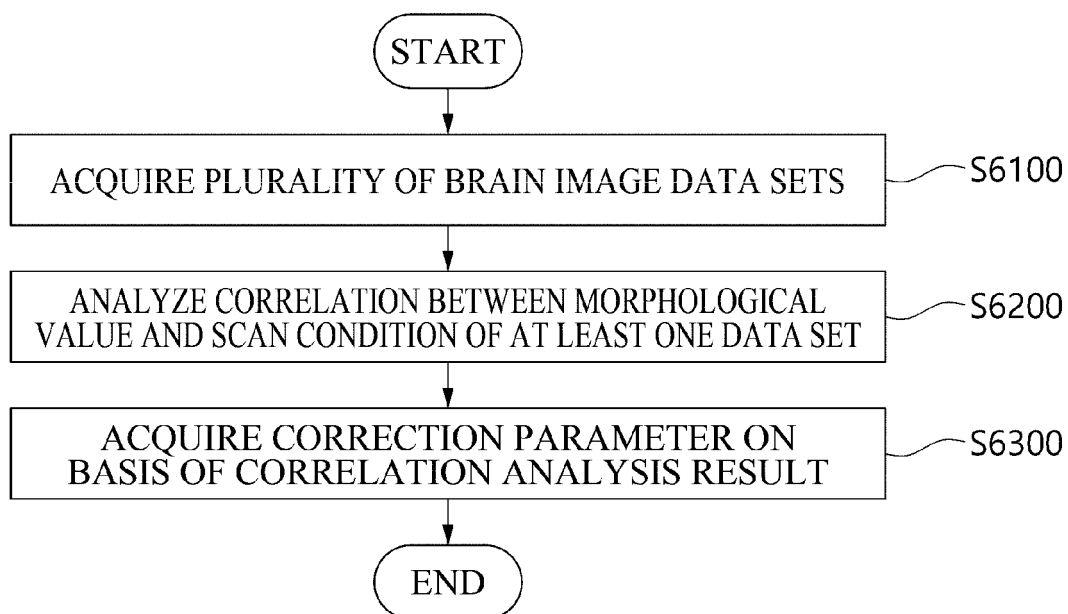 START
ACQUIRE PLURALITY OF BRAIN IMAGE DATA SETS
S6100
ANALYZE CORRELATION BETWEEN MORPHOLOGICAL
VALUE AND SCAN CONDITION OF AT LEAST ONE DATA SET
S6200
ACQUIRE CORRECTION PARAMETER ON
BASIS OF CORRELATION ANALYSIS RESULT
S6300
END